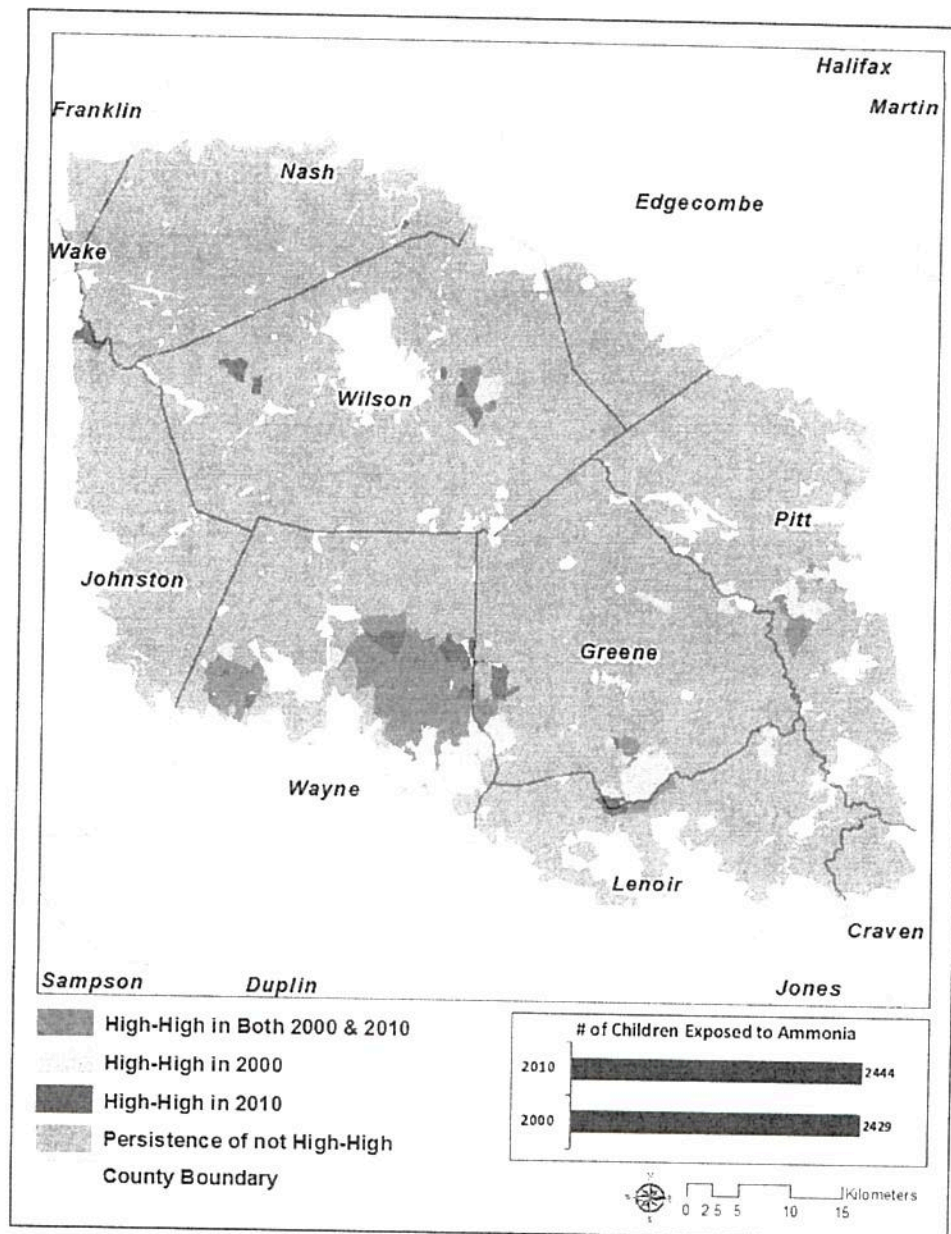 Halifax
Franklin
Martin
Nash
Edgecombe
Wake
Wilson
Pitt
Johnston
Greene
Wayne
Lenoir
Craven
Sampson
Duplin
Jones
High-High in Both 2000 & 2010
High-High in 2000
High-High in 2010
Persistence of not High-High
County Boundary
# of Children Exposed to Ammonia
2010
2444
2000
2429
Kilometers
0 2 5 5 10 15